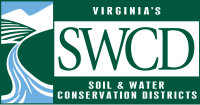 VIRGINIA'S
SWCD
SOIL & WATER
CONSERVATION DISTRICTS